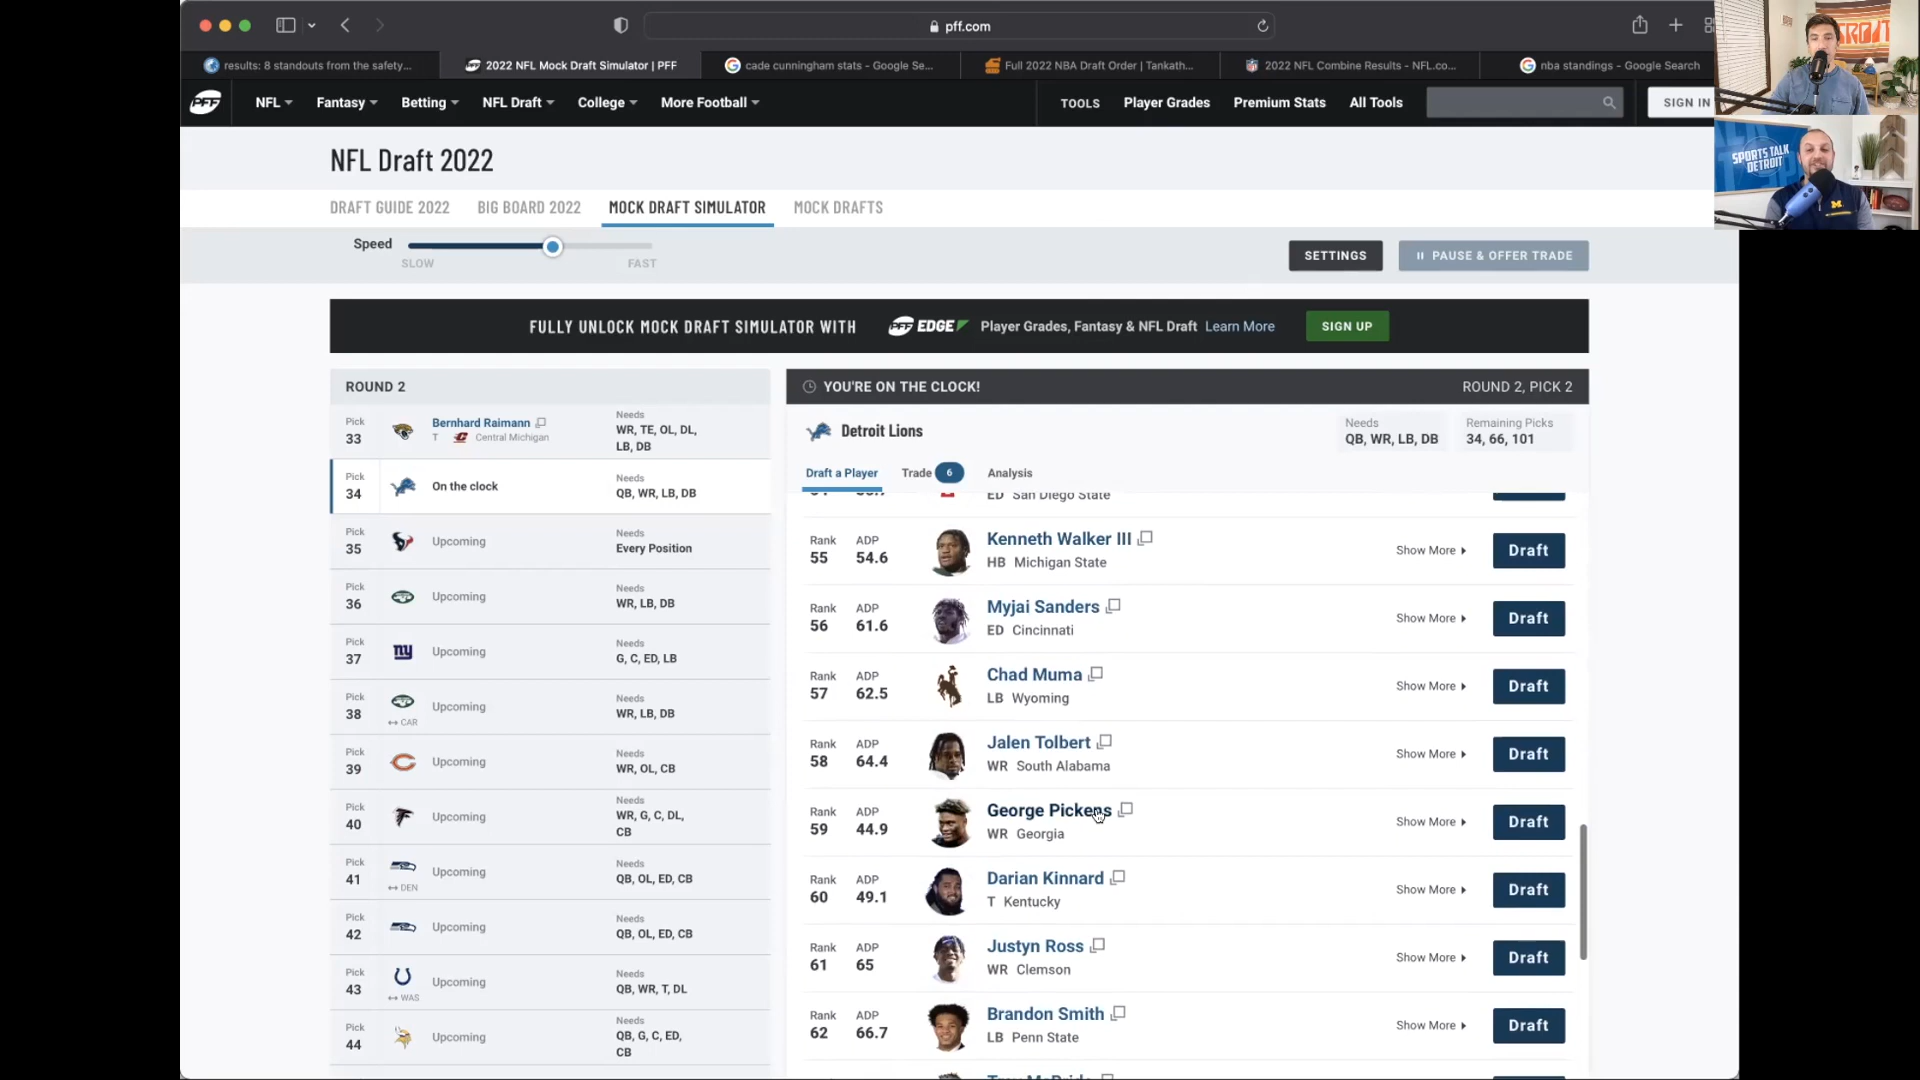 pff.com
results: 8 standouts from the safety...
2022 NFL Mock Draft Simulator | PFF
cade cunningham stats - Google Se...
Full 2022 NBA Draft Order | Tankath...
2022 NFL Combine Results - NFL.co...
nba standings - Google Search
PFF
NFL
Fantasy
Betting
NFL Draft
College
More Football
TOOLS
Player Grades
Premium Stats
All Tools
SIGN IN
SPORTS TALK
DETROIT
NFL Draft 2022
DRAFT GUIDE 2022
BIG BOARD 2022
MOCK DRAFT SIMULATOR
MOCK DRAFTS
Speed
SLOW
FAST
SETTINGS
PAUSE & OFFER TRADE
FULLY UNLOCK MOCK DRAFT SIMULATOR WITH
PFF EDGE
Player Grades, Fantasy & NFL Draft Learn More
SIGN UP
ROUND 2
Pick
33
Bernhard Raimann
T Central Michigan
Needs
WR, TE, OL, DL,
LB, DB
Pick
34
On the clock
Needs
QB, WR, LB, DB
Pick
35
Upcoming
Needs
Every Position
Pick
36
Upcoming
Needs
WR, LB, DB
Pick
37
ny
Upcoming
Needs
G, C, ED, LB
Pick
38
↔ CAR
Upcoming
Needs
WR, LB, DB
Pick
39
Upcoming
Needs
WR, OL, CB
Pick
40
Upcoming
Needs
WR, G, C, DL,
CB
Pick
41
↔ DEN
Upcoming
Needs
QB, OL, ED, CB
Pick
42
Upcoming
Needs
QB, OL, ED, CB
Pick
43
↔ WAS
Upcoming
Needs
QB, WR, T, DL
Pick
44
Upcoming
Needs
QB, G, C, ED,
CB
YOU'RE ON THE CLOCK!
ROUND 2, PICK 2
Detroit Lions
Needs
QB, WR, LB, DB
Remaining Picks
34, 66, 101
Draft a Player
Trade 6
Analysis
ED San Diego State
Rank
55
ADP
54.6
Kenneth Walker III
HB Michigan State
Show More
Draft
Rank
56
ADP
61.6
Myjai Sanders
ED Cincinnati
Show More
Draft
Rank
57
ADP
62.5
Chad Muma
LB Wyoming
Show More
Draft
Rank
58
ADP
64.4
Jalen Tolbert
WR South Alabama
Show More
Draft
Rank
59
ADP
44.9
George Pickens
WR Georgia
Show More
Draft
Rank
60
ADP
49.1
Darian Kinnard
T Kentucky
Show More
Draft
Rank
61
ADP
65
Justyn Ross
WR Clemson
Show More
Draft
Rank
62
ADP
66.7
Brandon Smith
LB Penn State
Show More
Draft